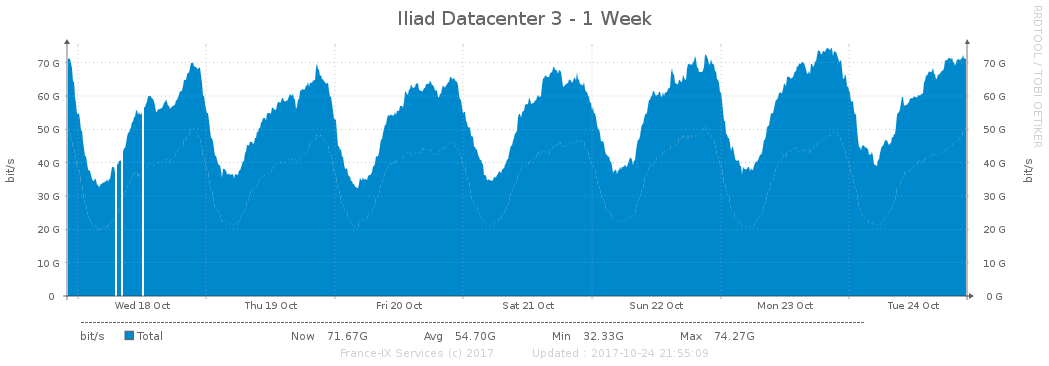 Iliad Datacenter 3 - 1 Week
RRDTOOL / TOBI OETIKER
bit/s
70 G
60 G
50 G
40 G
30 G
20 G
10 G
0
70 G
60 G
50 G
40 G
30 G
20 G
10 G
0 G
bit/s
Wed 18 Oct Thu 19 Oct Fri 20 Oct Sat 21 Oct Sun 22 Oct Mon 23 Oct Tue 24 Oct
bit/s Total Now 71.67G Avg 54.70G Min 32.33G Max 74.27G
France-IX Services (c) 2017 Updated : 2017-10-24 21:55:09